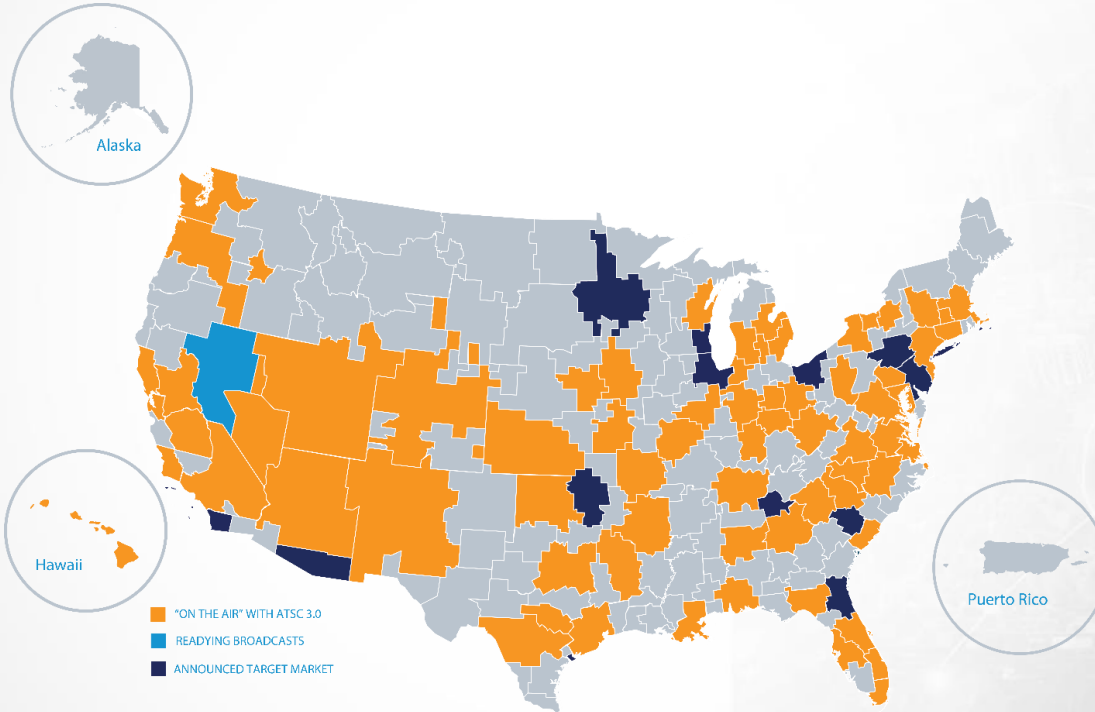 Alaska
Hawaii
Puerto Rico
"ON THE AIR" WITH ATSC 3.0
READYING BROADCASTS
ANNOUNCED TARGET MARKET